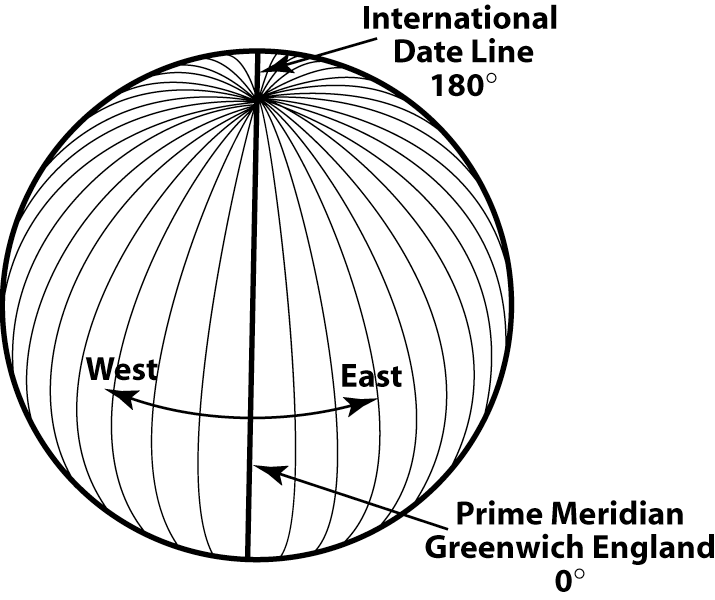 International
Date Line
180°
West
East
Prime Meridian
Greenwich England
0°